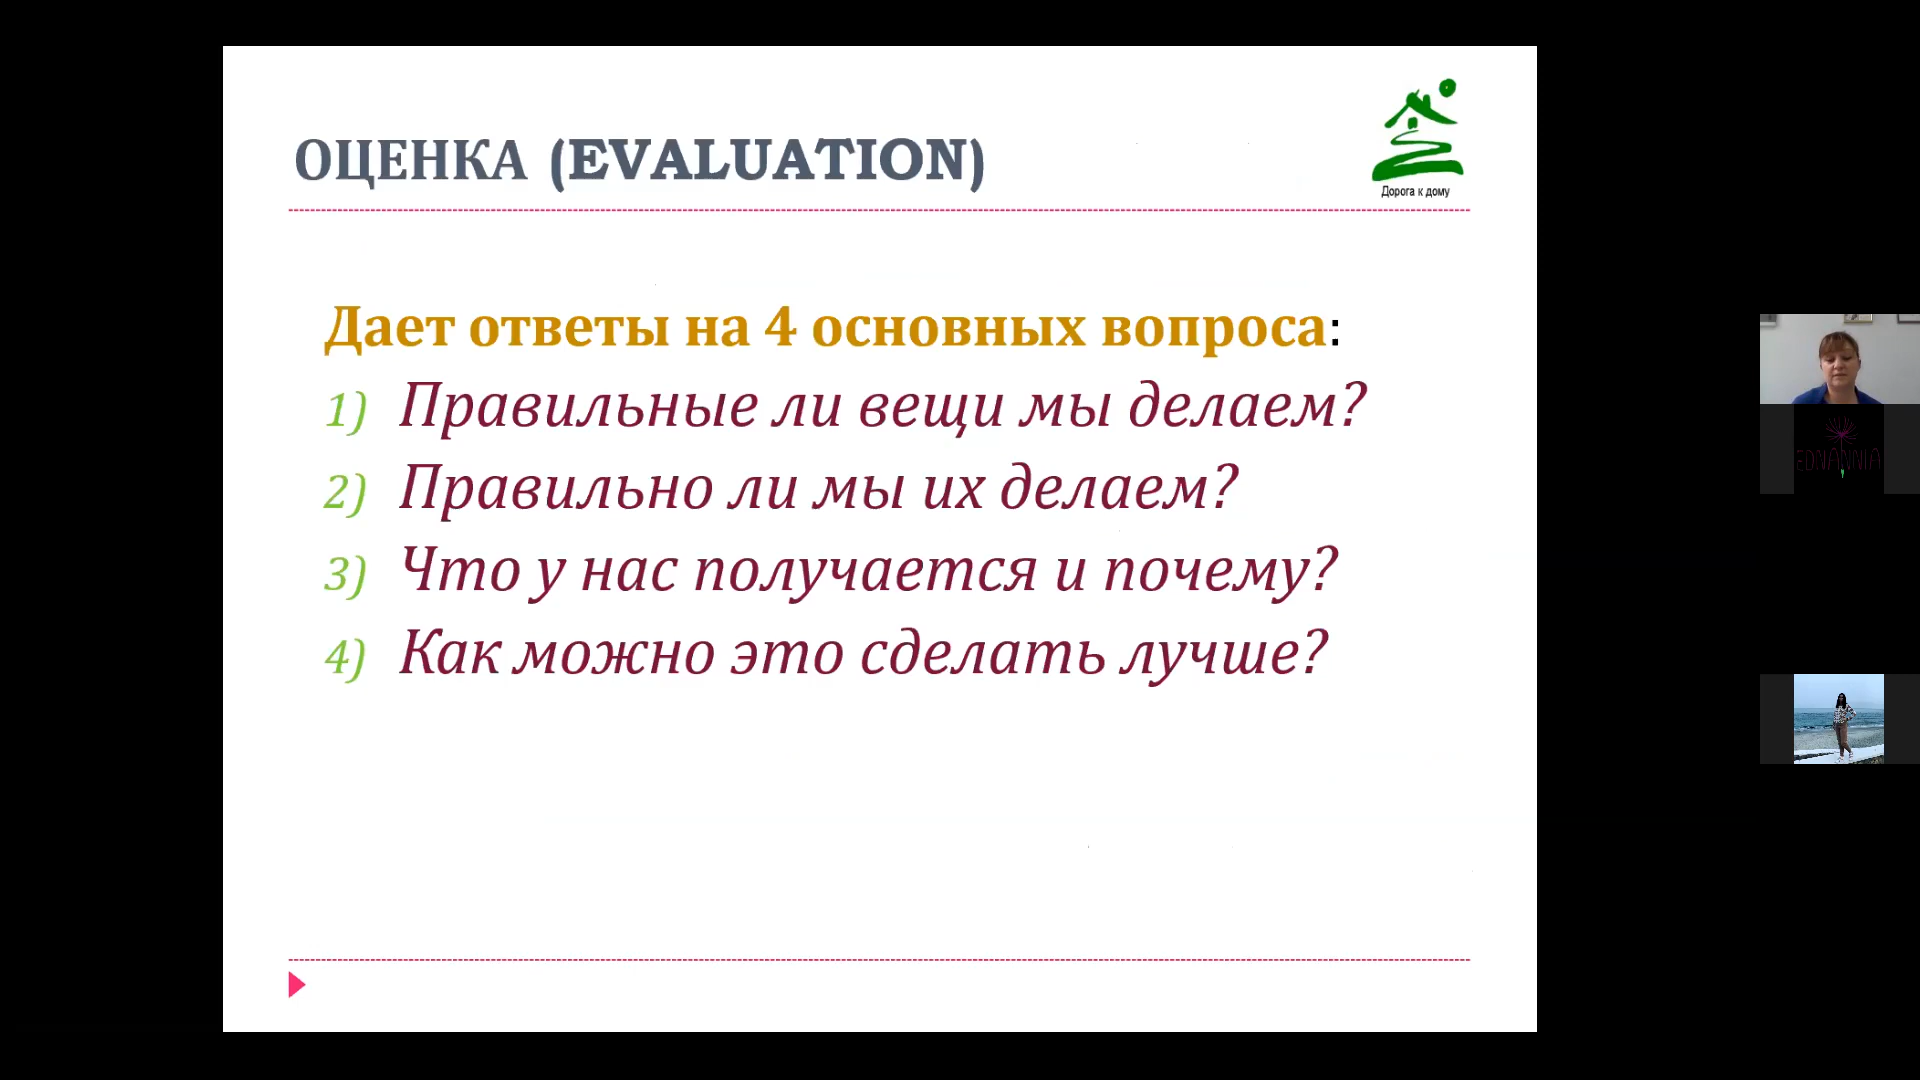 ОЦЕНКА (EVALUATION)
Дорога к дому
Дает ответы на 4 основных вопроса:
1) Правильные ли вещи мы делаем?
2) Правильно ли мы их делаем?
3) Что у нас получается и почему?
4) Как можно это сделать лучше?
EDNANNIA